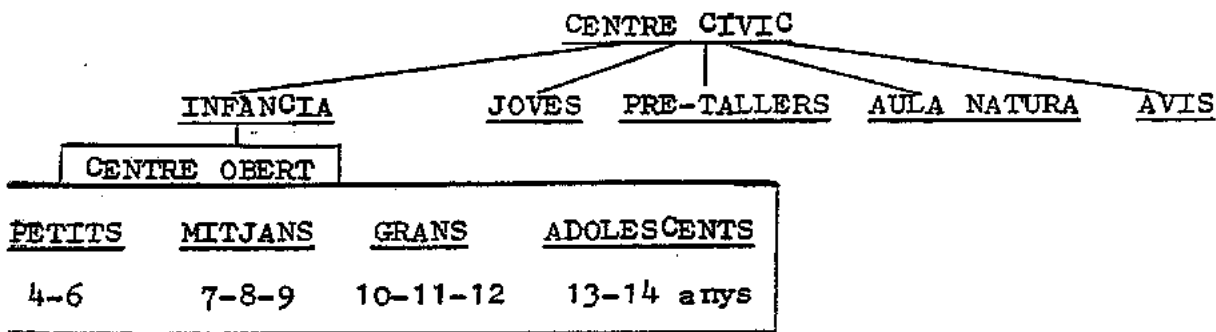 CENTRE CÍVIC
INFANCIA JOVES PRE-TALLERS AULA NATURA AVIS
CENTRE OBERT
PETITS MITJANS GRANS ADOLESCENTS
4-6 7-8-9 10-11-12 13-14 anys